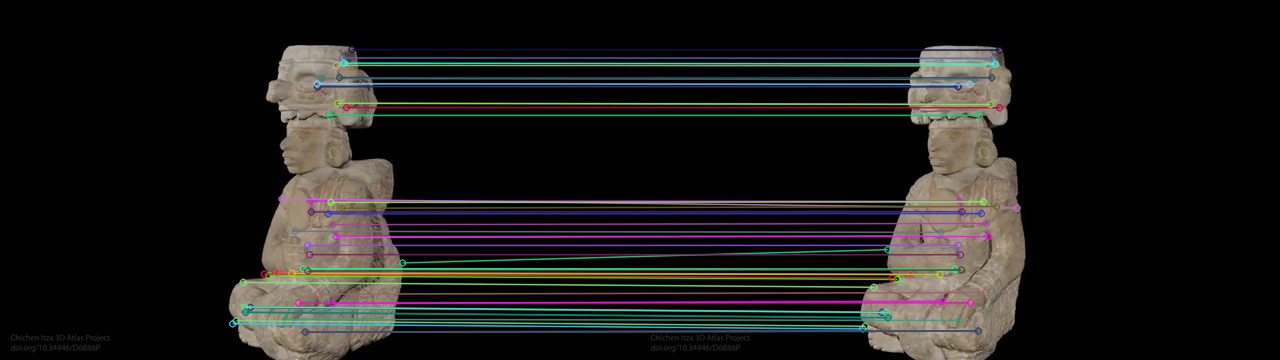 Chichen Itza 3D Atlas Project
doi.org/10.34946/D6B88P
Chichen Itza 3D Atlas Project
doi.org/10.34946/D6B88P